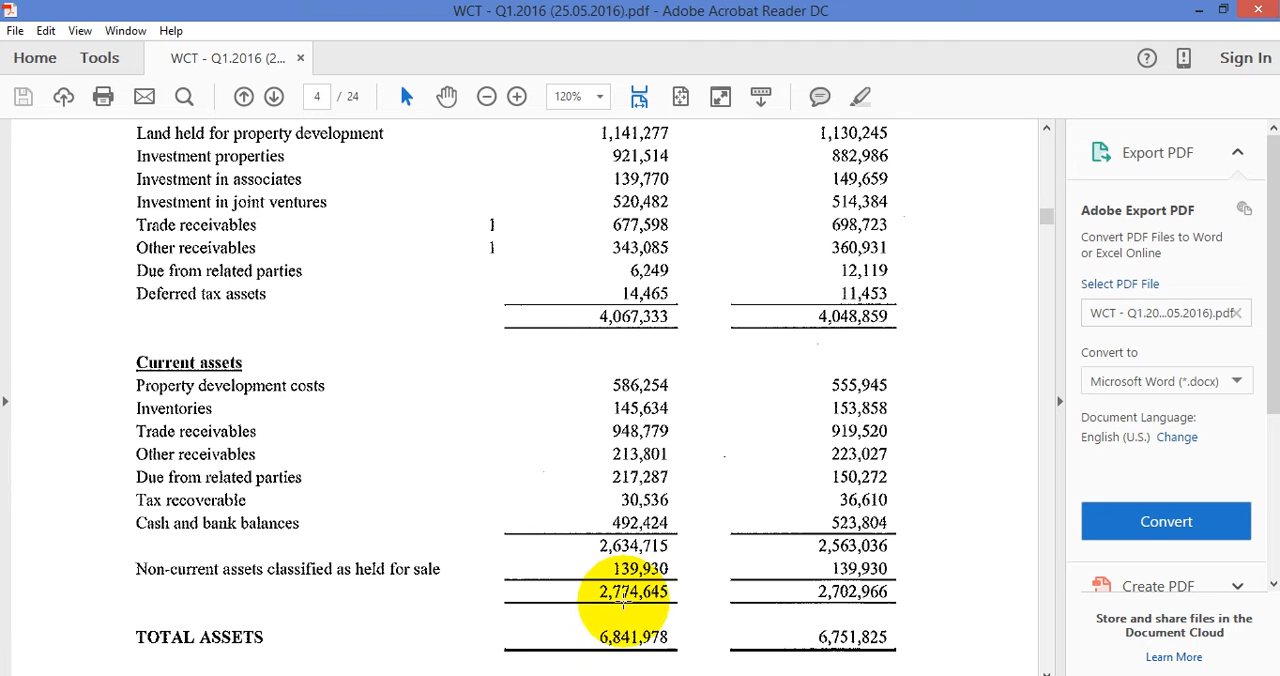 WCT - Q1.2016 (25.05.2016).pdf - Adobe Acrobat Reader DC
File Edit View Window Help
Home Tools WCT - Q1.2016 (2... × Sign In
4 / 24 120%
Land held for property development 1,141,277 1,130,245
Investment properties 921,514 882,986
Investment in associates 139,770 149,659
Investment in joint ventures 520,482 514,384
Trade receivables 1 677,598 698,723
Other receivables 1 343,085 360,931
Due from related parties 6,249 12,119
Deferred tax assets 14,465 11,453
4,067,333 4,048,859
Current assets
Property development costs 586,254 555,945
Inventories 145,634 153,858
Trade receivables 948,779 919,520
Other receivables 213,801 223,027
Due from related parties 217,287 150,272
Tax recoverable 30,536 36,610
Cash and bank balances 492,424 523,804
2,634,715 2,563,036
Non-current assets classified as held for sale 139,930 139,930
2,774,645 2,702,966
TOTAL ASSETS 6,841,978 6,751,825
Export PDF
Adobe Export PDF
Convert PDF Files to Word
or Excel Online
Select PDF File
WCT - Q1.20...05.2016).pdf ×
Convert to
Microsoft Word (*.docx)
Document Language:
English (U.S.) Change
Convert
Create PDF
Store and share files in the
Document Cloud
Learn More